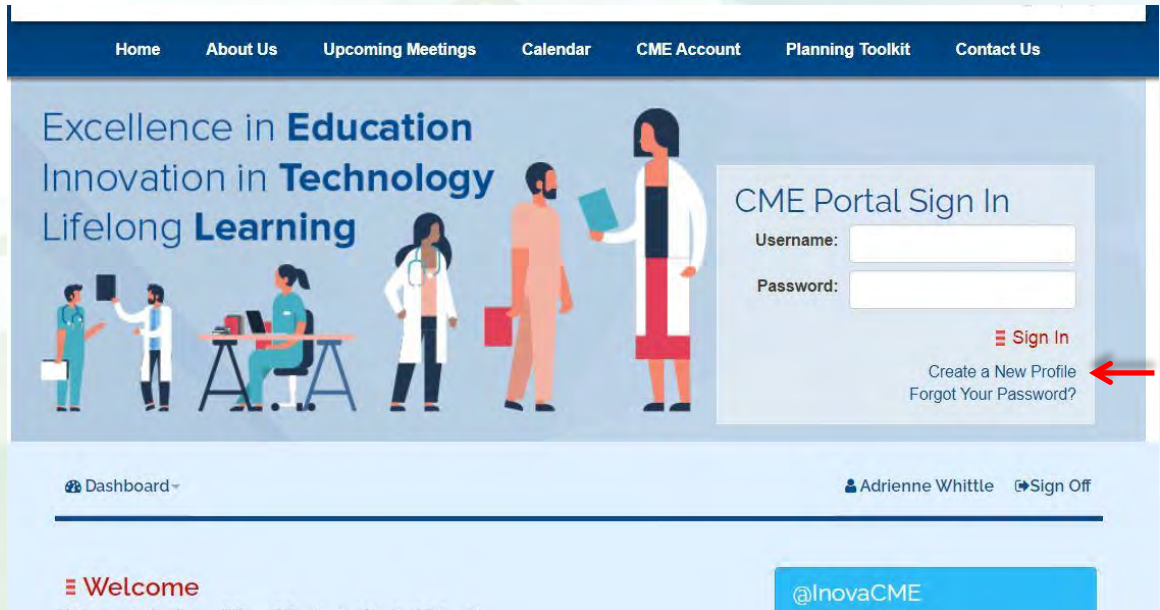 Home About Us Upcoming Meetings Calendar CME Account Planning Toolkit Contact Us
Excellence in Education
Innovation in Technology
Lifelong Learning
CME Portal Sign In
Username:
Password:
Sign In
Create a New Profile
Forgot Your Password?
Dashboard
Adrienne Whittle Sign Off
Welcome
@InovaCME